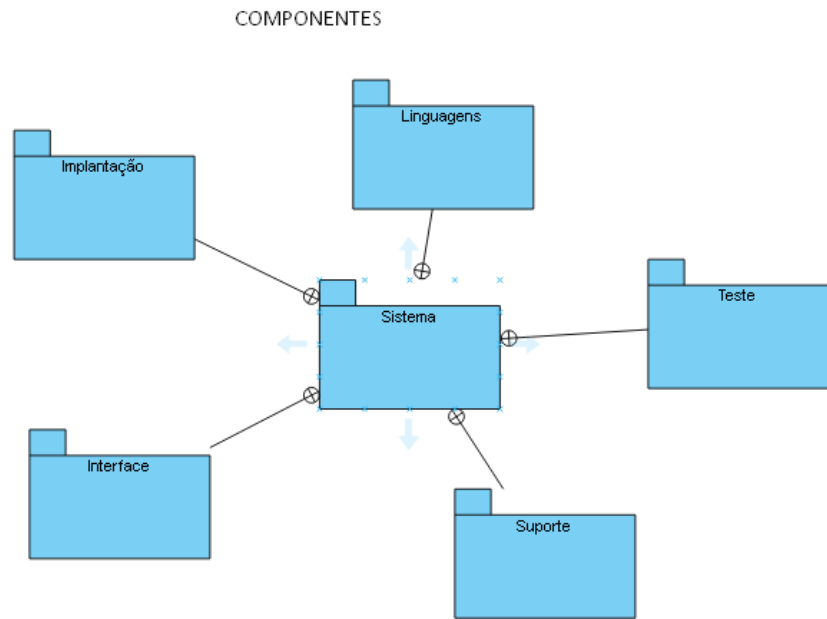 COMPONENTES
Linguagens
Implantação
Teste
Sistema
Interface
Suporte